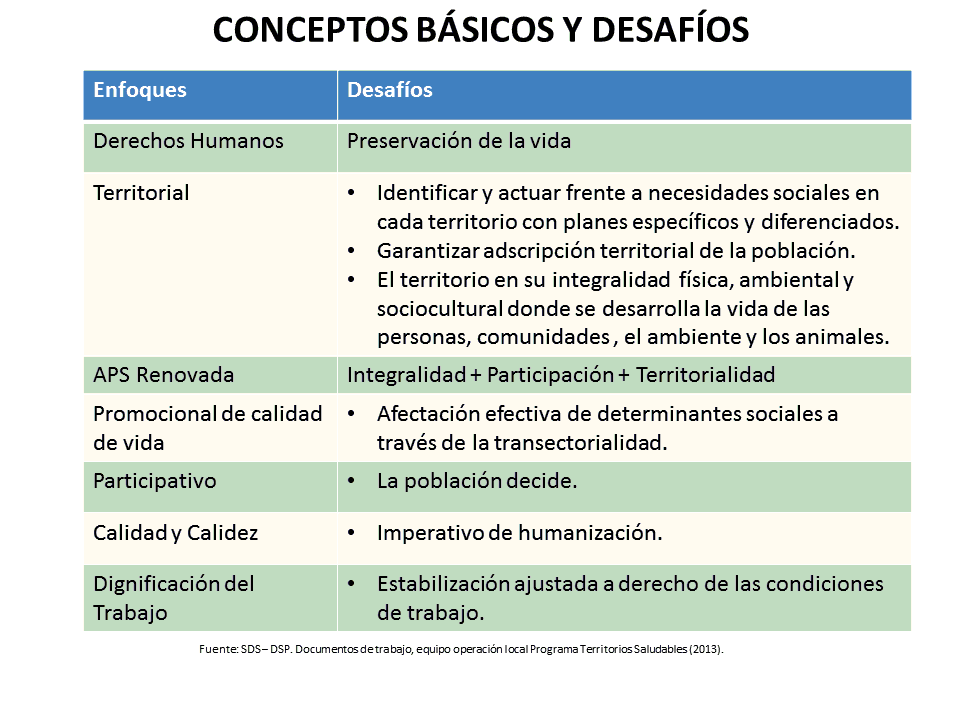 CONCEPTOS BÁSICOS Y DESAFÍOS
Enfoques
Desafíos
Derechos Humanos
Preservación de la vida
Territorial
• Identificar y actuar frente a necesidades sociales en
cada territorio con planes específicos y diferenciados.
• Garantizar adscripción territorial de la población.
• El territorio en su integralidad física, ambiental y
sociocultural donde se desarrolla la vida de las
personas, comunidades , el ambiente y los animales.
APS Renovada
Integralidad + Participación + Territorialidad
Promocional de calidad
de vida
• Afectación efectiva de determinantes sociales a
través de la transectorialidad.
Participativo
• La población decide.
Calidad y Calidez
• Imperativo de humanización.
Dignificación del
Trabajo
• Estabilización ajustada a derecho de las condiciones
de trabajo.
Fuente: SDS – DSP. Documentos de trabajo, equipo operación local Programa Territorios Saludables (2013).